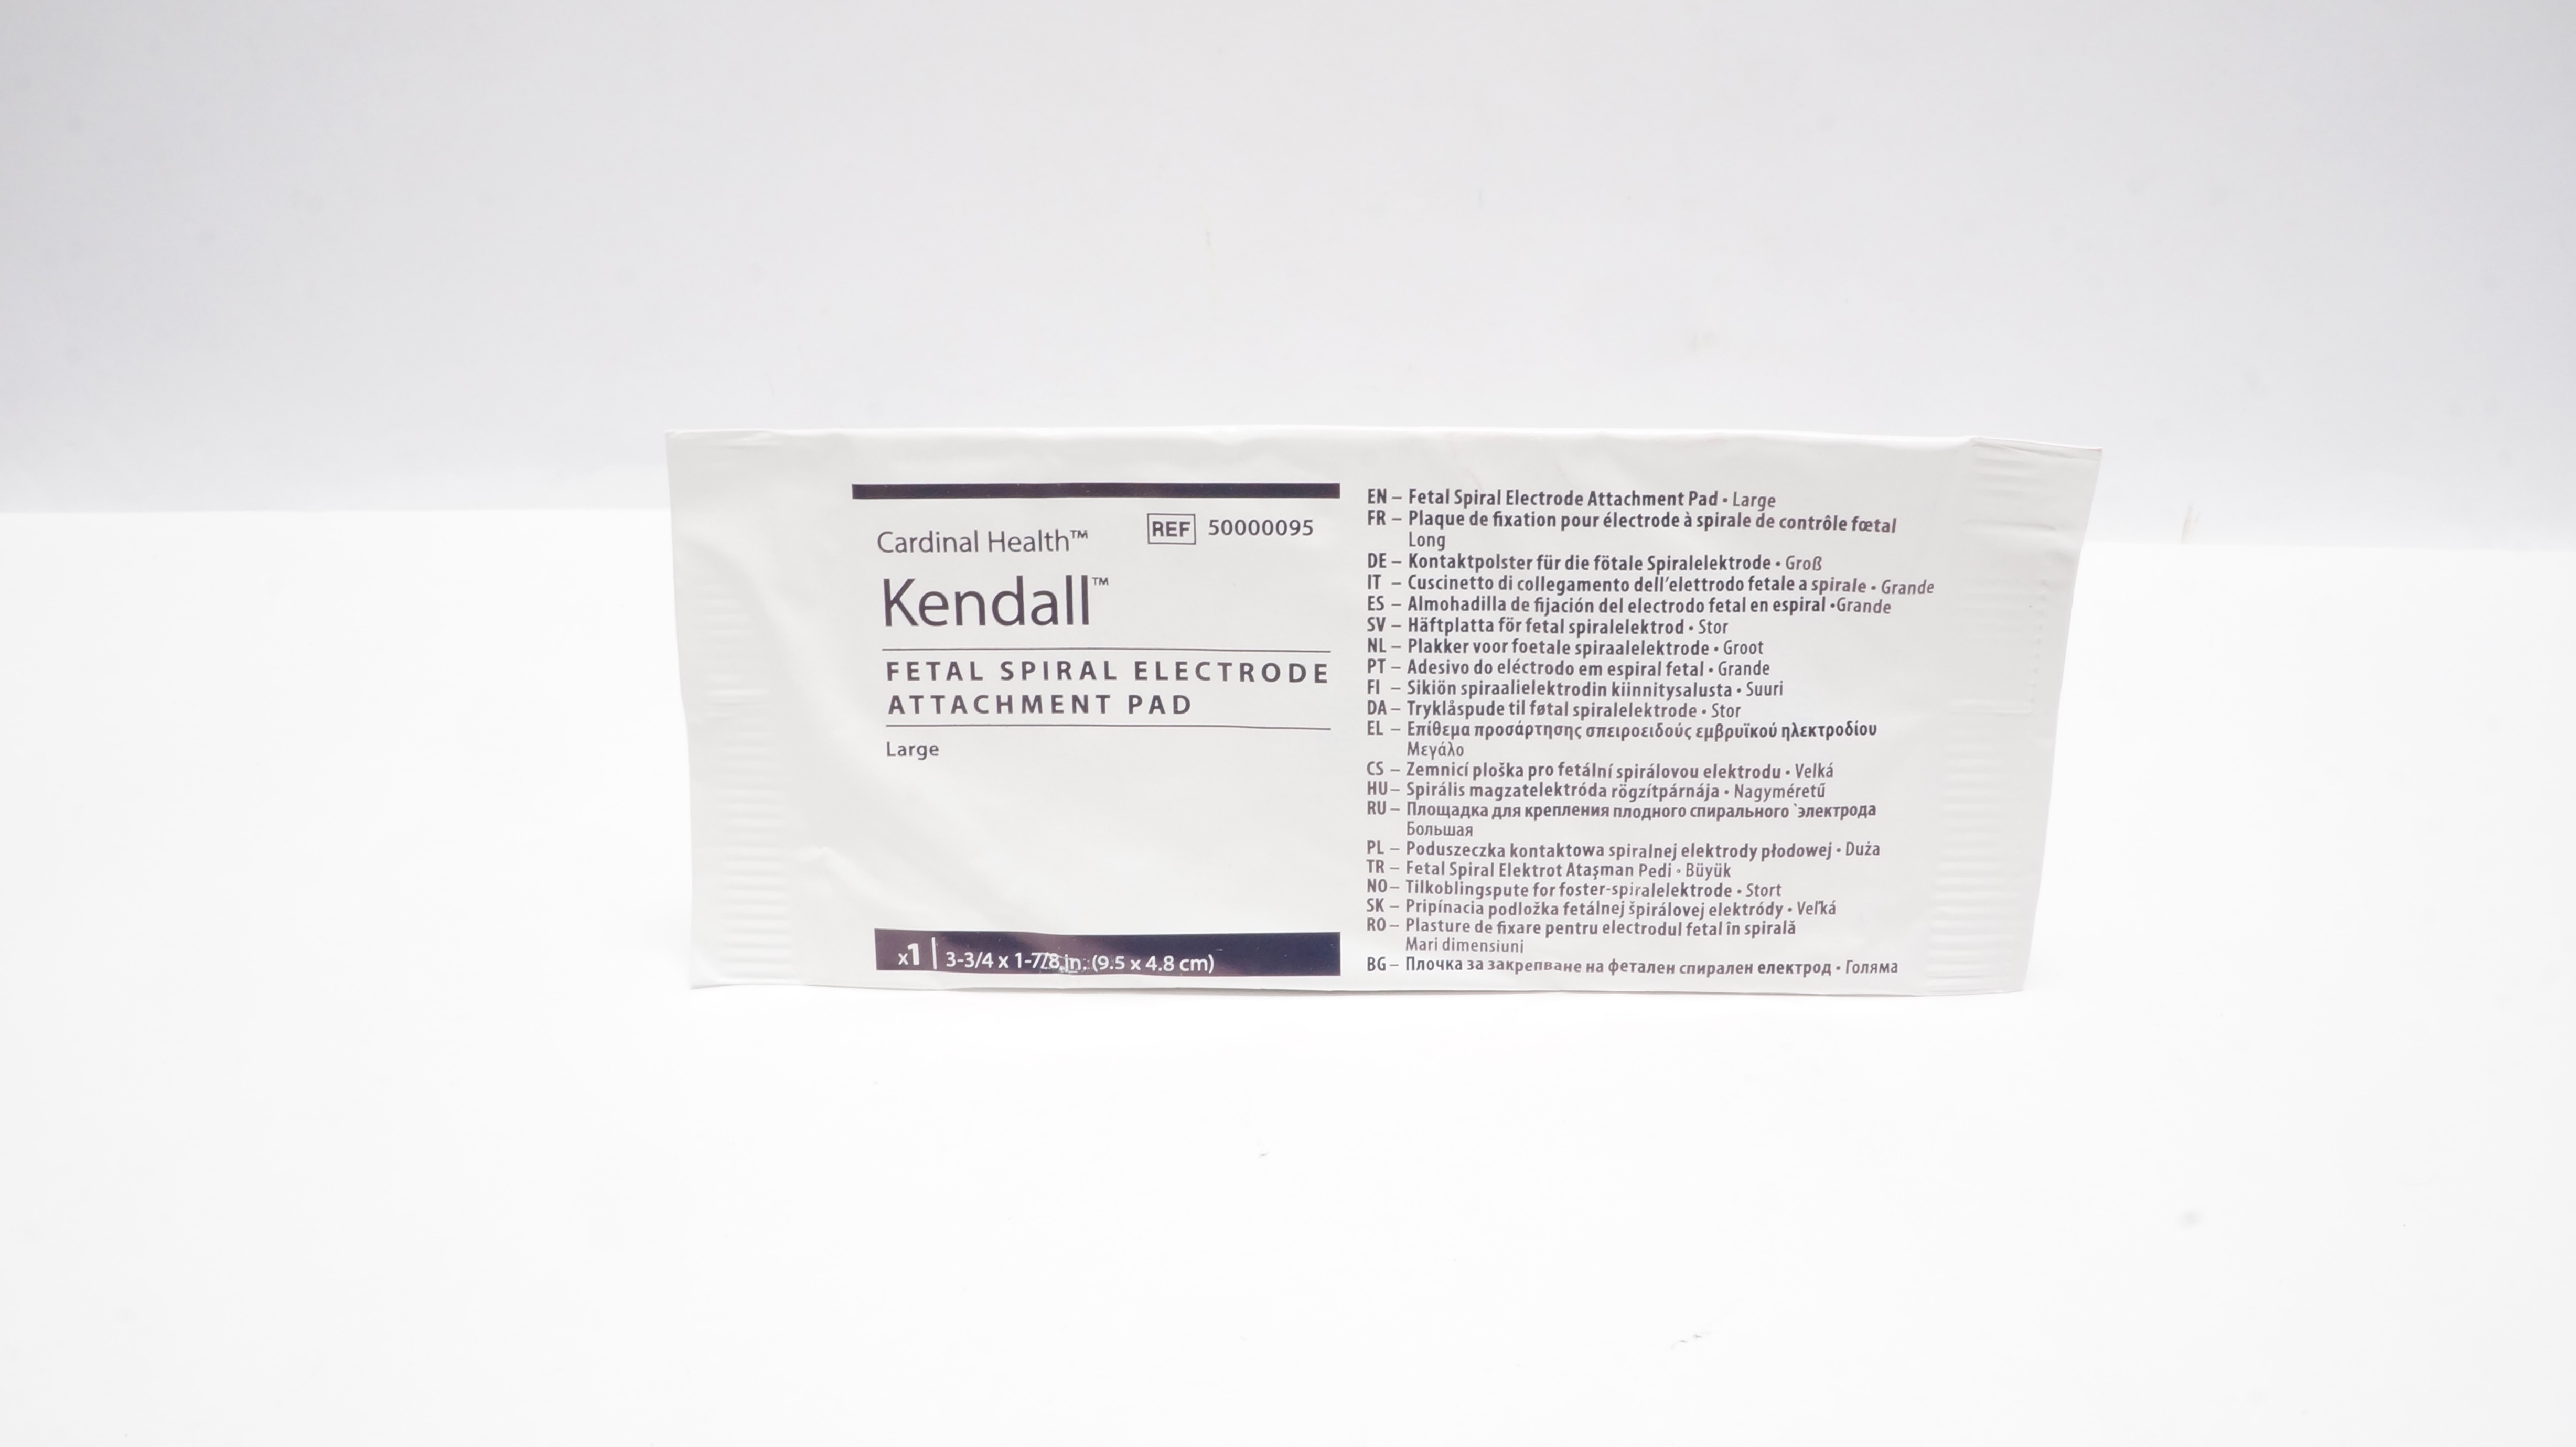 Cardinal Health™
REF 50000095
Kendall™
FETAL SPIRAL ELECTRODE
ATTACHMENT PAD
Large
x1 | 3-3/4 x 1-7/8 in. (9.5 x 4.8 cm)
EN – Fetal Spiral Electrode Attachment Pad • Large
FR – Plaque de fixation pour électrode à spirale de contrôle fœtal
Long
DE – Kontaktpolster für die fötale Spiralelektrode • Groß
IT – Cuscinetto di collegamento dell'elettrodo fetale a spirale • Grande
ES – Almohadilla de fijación del electrodo fetal en espiral •Grande
SV – Häftplatta för fetal spiralelektrod • Stor
NL – Plakker voor foetale spiraalelektrode • Groot
PT – Adesivo do eléctrodo em espiral fetal • Grande
FI – Sikiön spiraalielektrodin kiinnitysalusta • Suuri
DA – Tryklåspude til føtal spiralelektrode • Stor
EL – Επίθεμα προσάρτησης σπειροειδούς εμβρυϊκού ηλεκτροδίου
Μεγάλο
CS – Zemnicí ploška pro fetální spirálovou elektrodu • Velká
HU – Spirális magzatelektróda rögzítpárnája • Nagyméretű
RU – Площадка для крепления плодного спирального `электрода
Большая
PL – Poduszeczka kontaktowa spiralnej elektrody płodowej • Duża
TR – Fetal Spiral Elektrot Ataşman Pedi • Büyük
NO – Tilkoblingspute for foster-spiralelektrode • Stort
SK – Pripínacia podložka fetálnej špirálovej elektródy • Veľká
RO – Plasture de fixare pentru electrodul fetal în spirală
Mari dimensiuni
BG – Плочка за закрепване на фетален спирален електрод • Голяма